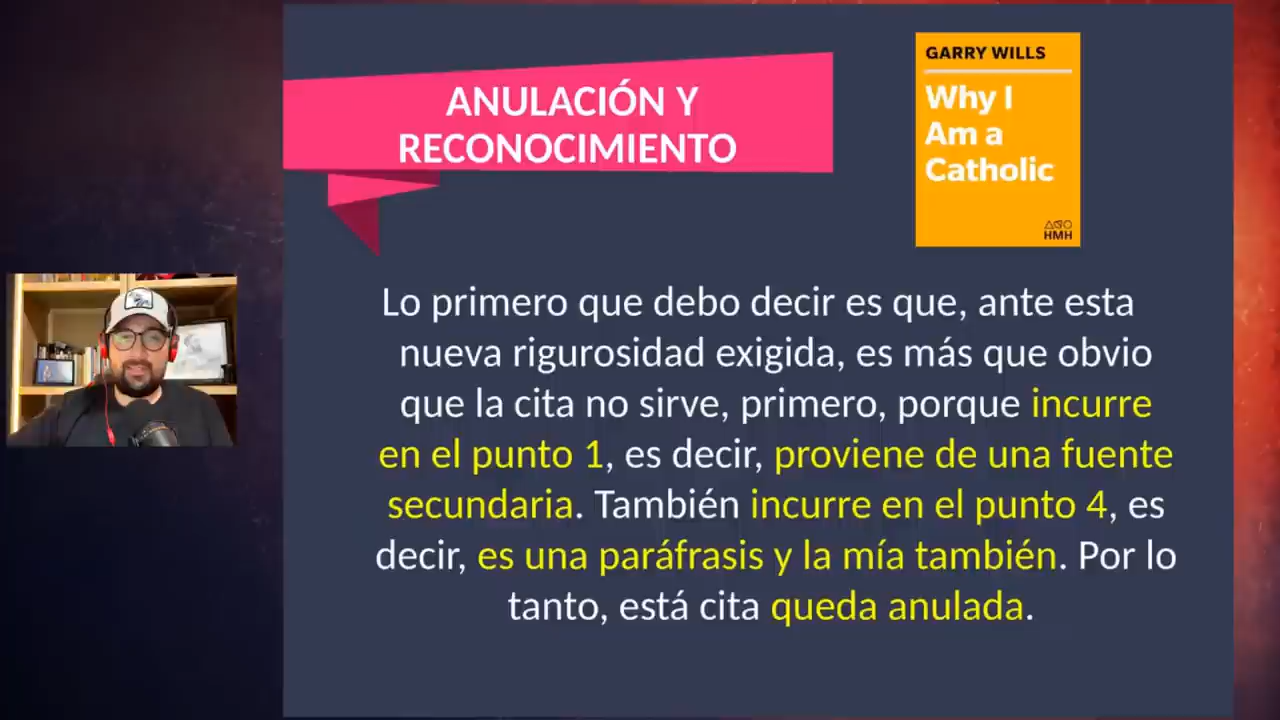 ANULACIÓN Y
RECONOCIMIENTO
GARRY WILLS
Why I
Am a
Catholic
HMH
Lo primero que debo decir es que, ante esta
nueva rigurosidad exigida, es más que obvio
que la cita no sirve, primero, porque incurre
en el punto 1, es decir, proviene de una fuente
secundaria. También incurre en el punto 4, es
decir, es una paráfrasis y la mía también. Por lo
tanto, está cita queda anulada.